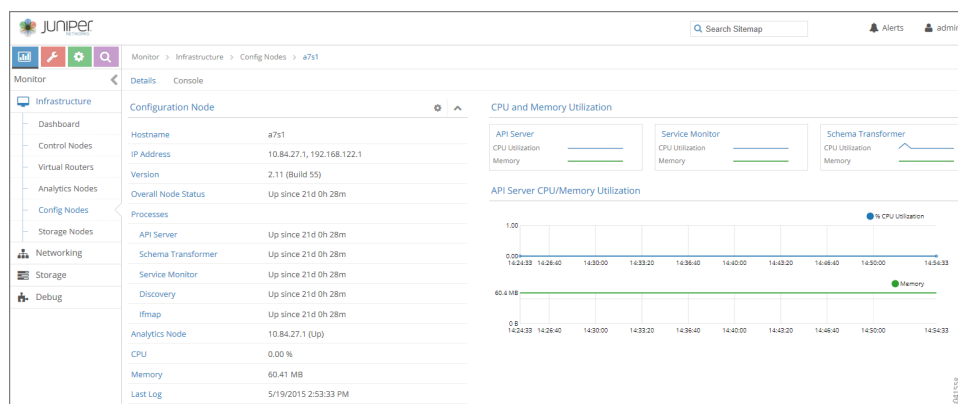 JUNIPER
NETWORKS
Search Sitemap
Alerts
admin
Monitor > Infrastructure > Config Nodes > a7s1
Monitor
Details Console
Infrastructure
Dashboard
Control Nodes
Virtual Routers
Analytics Nodes
Config Nodes
Storage Nodes
Networking
Storage
Debug
Configuration Node
Hostname a7s1
IP Address 10.84.27.1, 192.168.122.1
Version 2.11 (Build 55)
Overall Node Status Up since 21d 0h 28m
Processes
API Server Up since 21d 0h 28m
Schema Transformer Up since 21d 0h 28m
Service Monitor Up since 21d 0h 28m
Discovery Up since 21d 0h 28m
Ifmap Up since 21d 0h 28m
Analytics Node 10.84.27.1 (Up)
CPU 0.00 %
Memory 60.41 MB
Last Log 5/19/2015 2:53:33 PM
CPU and Memory Utilization
API Server
CPU Utilization
Memory
Service Monitor
CPU Utilization
Memory
Schema Transformer
CPU Utilization
Memory
API Server CPU/Memory Utilization
% CPU Utilization
1.00
0.00
14:24:33 14:26:40 14:30:00 14:33:20 14:36:40 14:40:00 14:43:20 14:46:40 14:50:00 14:54:33
Memory
60.4 MB
0 B
14:24:33 14:26:40 14:30:00 14:33:20 14:36:40 14:40:00 14:43:20 14:46:40 14:50:00 14:54:33